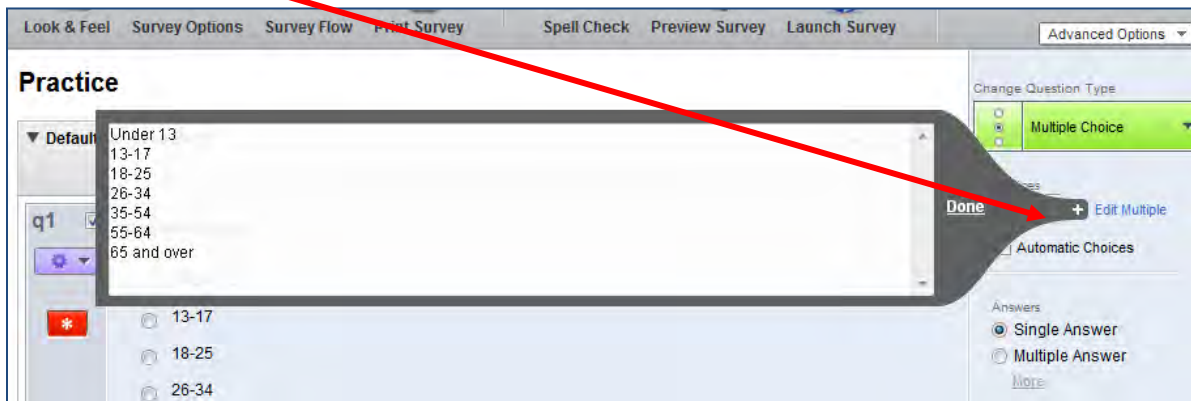 Look & Feel Survey Options Survey Flow Print Survey Spell Check Preview Survey Launch Survey
Advanced Options
Practice
Change Question Type
Multiple Choice
Default
Under 13
13-17
18-25
26-34
35-54
55-64
65 and over
Done
+ Edit Multiple
Automatic Choices
q1
*
13-17
18-25
26-34
Answers
Single Answer
Multiple Answer
More